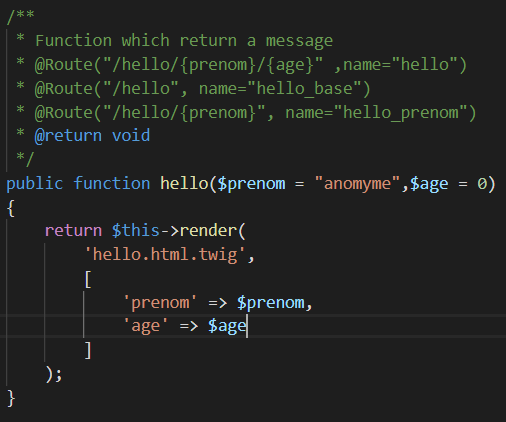 /**
 * Function which return a message
 * @Route("/hello/{prenom}/{age}" ,name="hello")
 * @Route("/hello", name="hello_base")
 * @Route("/hello/{prenom}", name="hello_prenom")
 * @return void
 */
public function hello($prenom = "anomyme",$age = 0)
{
    return $this->render(
        'hello.html.twig',
        [
            'prenom' => $prenom,
            'age' => $age
        ]
    );
}